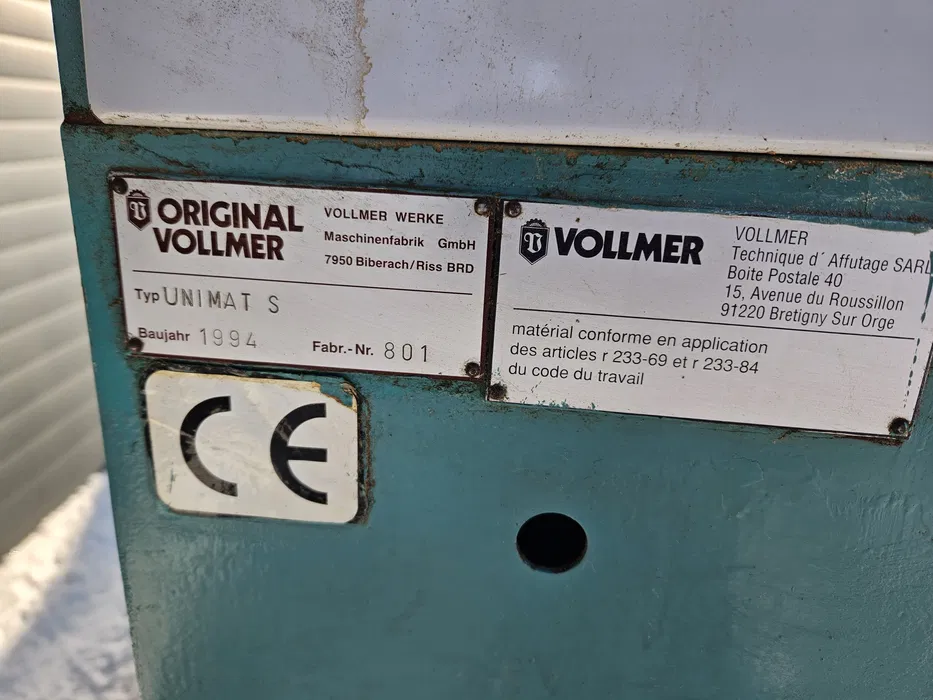 ORIGINAL
VOLLMER
VOLLMER WERKE
Maschinenfabrik GmbH
7950 Biberach/Riss BRD
Typ UNIMAT S
Baujahr 1994
Fabr.-Nr. 801
VOLLMER
VOLLMER
Technique d' Affutage SARL
Boite Postale 40
15, Avenue du Roussillon
91220 Bretigny Sur Orge
matérial conforme en application
des articles r 233-69 et r 233-84
du code du travail
CE